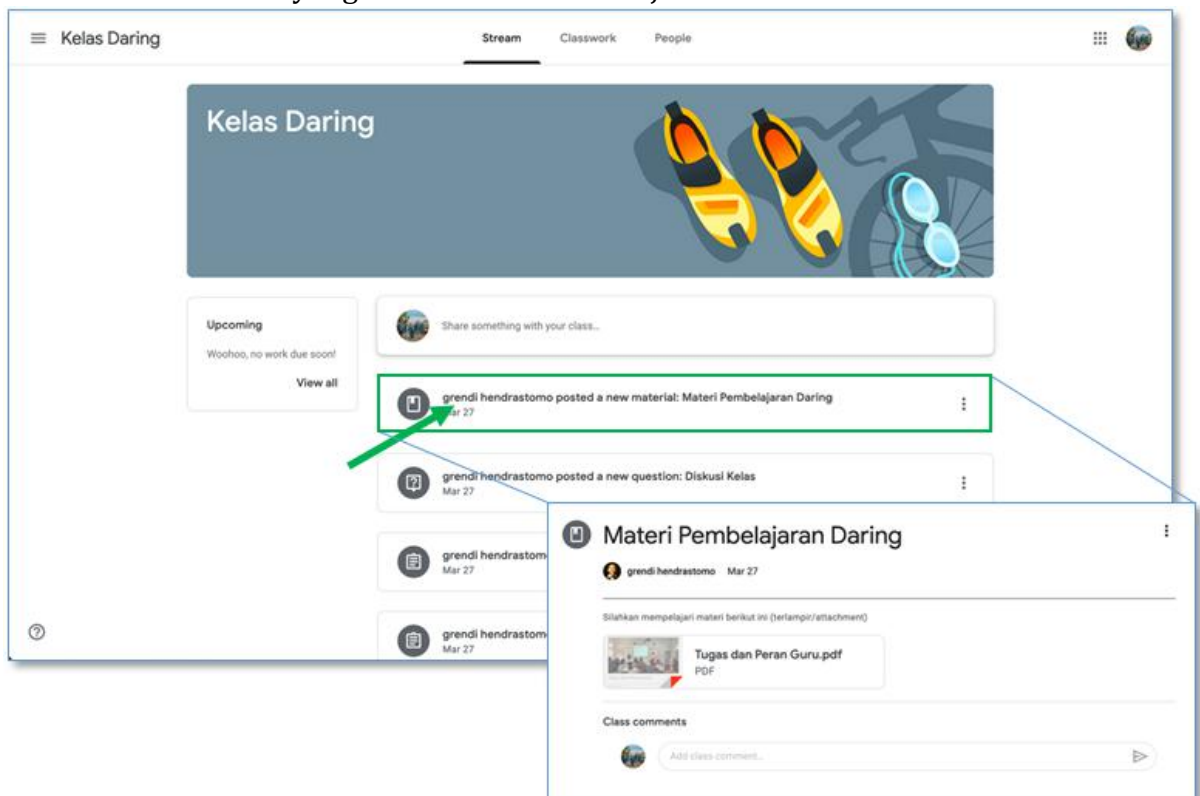 Kelas Daring
Stream Classwork People
Kelas Daring
Upcoming
Woohoo, no work due soon!
View all
Share something with your class...
grendi hendrastomo posted a new material: Materi Pembelajaran Daring
Mar 27
grendi hendrastomo posted a new question: Diskusi Kelas
Mar 27
grendi
Mar 27
grendi
Mar 27
Materi Pembelajaran Daring
grendi hendrastomo Mar 27
Silahkan mempelajari materi berikut ini (terlampir/attachment)
Tugas dan Peran Guru.pdf
PDF
Class comments
Add class comment...